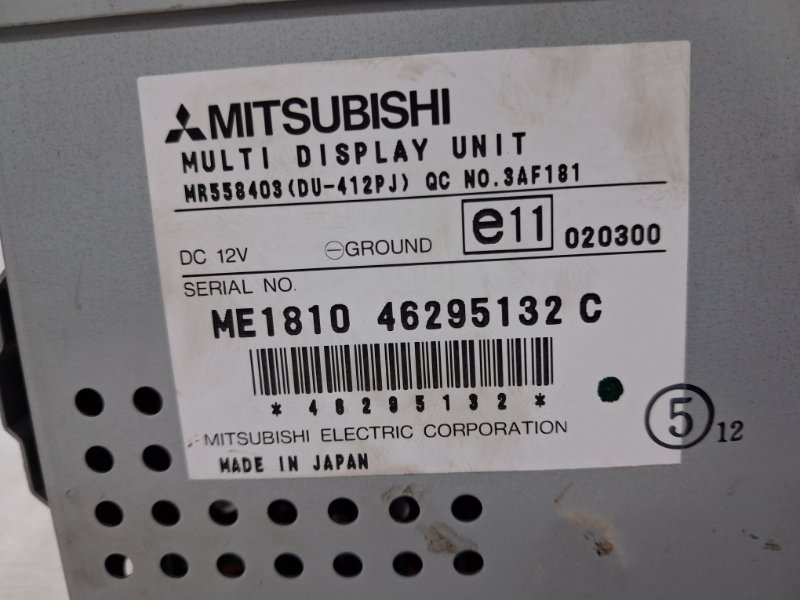 MITSUBISHI
MULTI DISPLAY UNIT
MR558403(DU-412PJ) QC NO.3AF181
DC 12V ⊖GROUND e11 020300
SERIAL NO.
ME1810 46295132 C
*46295132*
MITSUBISHI ELECTRIC CORPORATION
MADE IN JAPAN
5 12